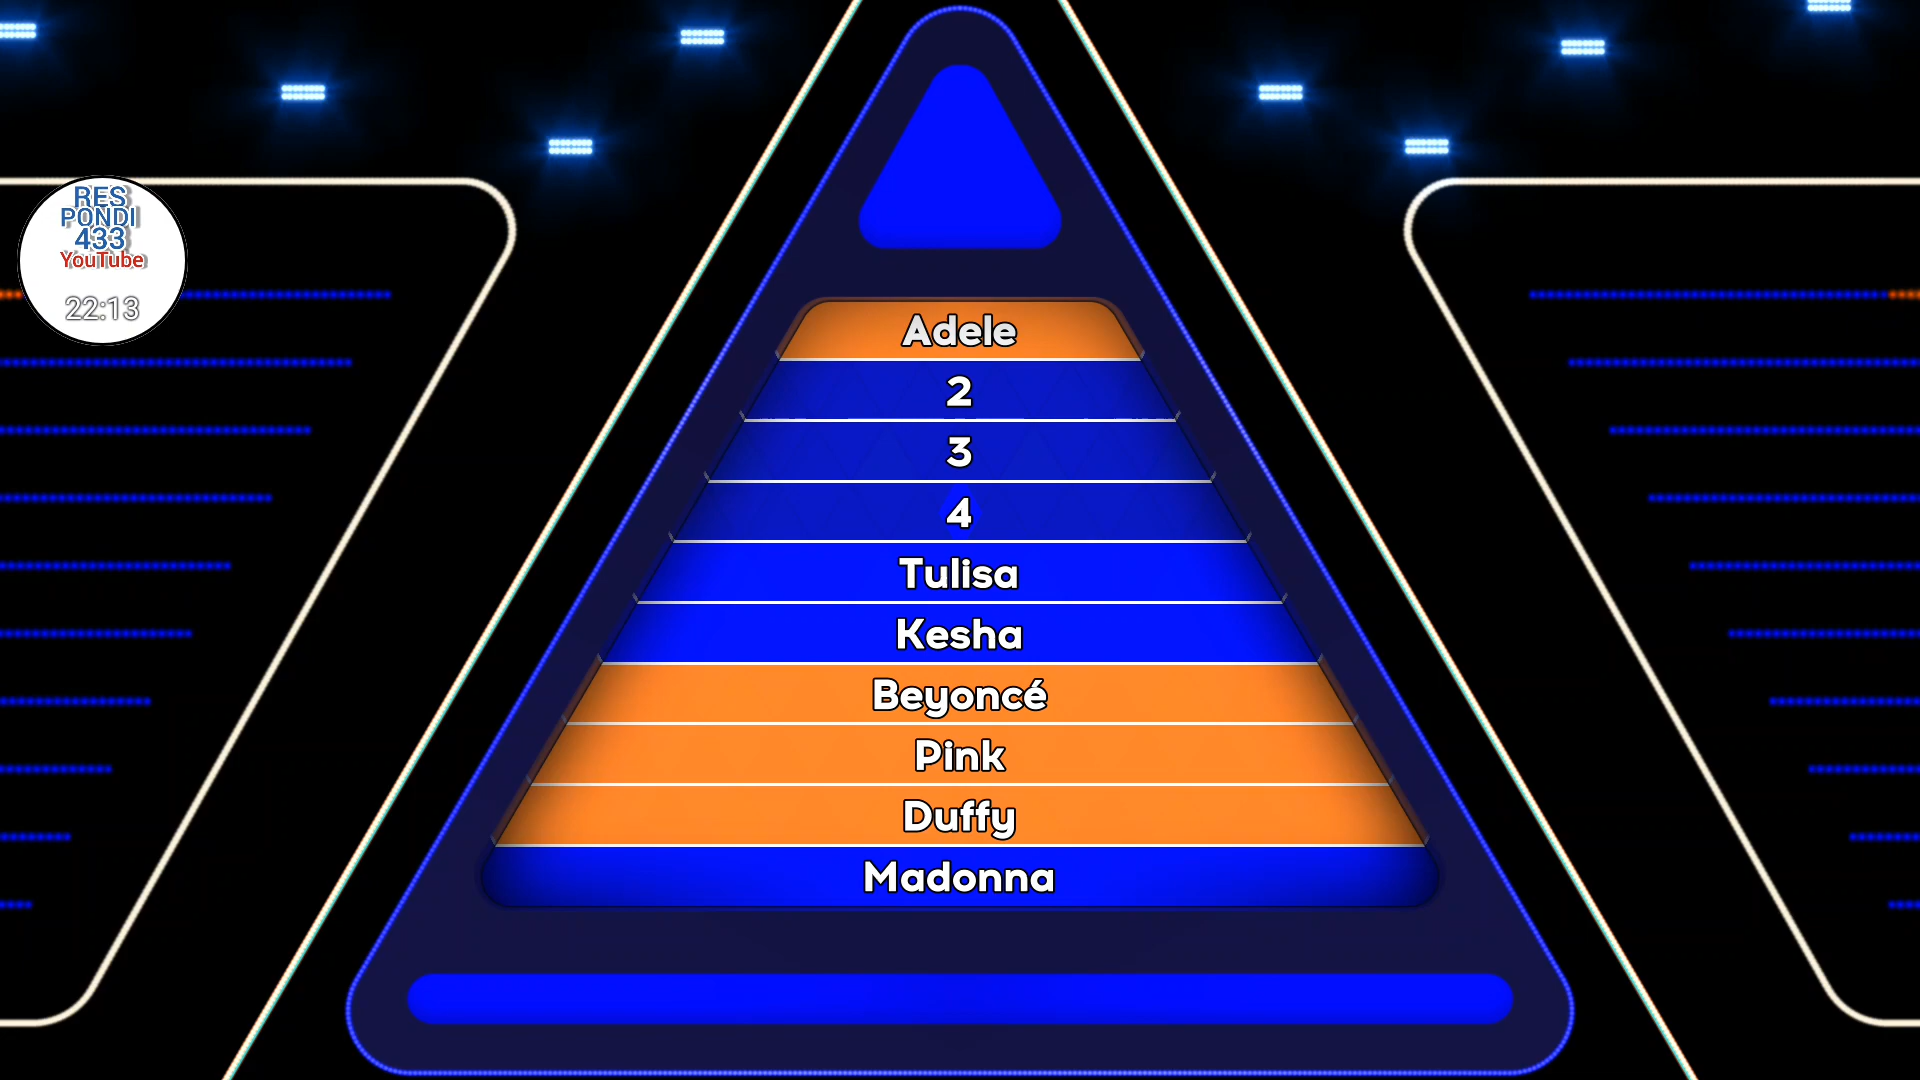 RES
PONDI
433
YouTube
22:13
Adele
2
3
4
Tulisa
Kesha
Beyoncé
Pink
Duffy
Madonna